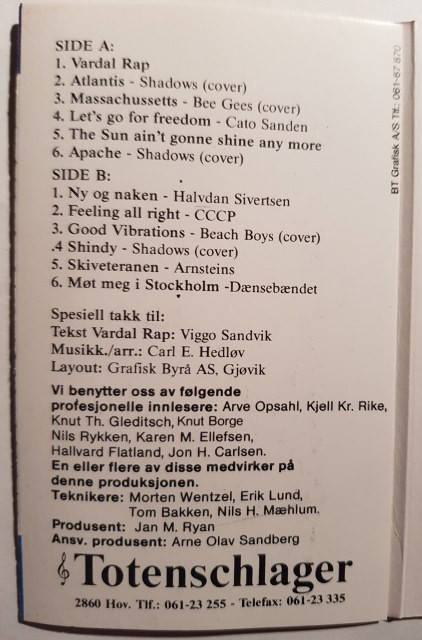 SIDE A:
1. Vardal Rap
2. Atlantis - Shadows (cover)
3. Massachussetts - Bee Gees (cover)
4. Let's go for freedom - Cato Sanden
5. The Sun ain't gonne shine any more
6. Apache - Shadows (cover)
SIDE B:
1. Ny og naken - Halvdan Sivertsen
2. Feeling all right - CCCP
3. Good Vibrations - Beach Boys (cover)
.4 Shindy - Shadows (cover)
5. Skiveteranen - Arnsteins
6. Møt meg i Stockholm -Dænsebændet
Spesiell takk til:
Tekst Vardal Rap: Viggo Sandvik
Musikk./arr.: Carl E. Hedløv
Layout: Grafisk Byrå AS, Gjøvik
Vi benytter oss av følgende
profesjonelle innlesere: Arve Opsahl, Kjell Kr. Rike,
Knut Th. Gleditsch, Knut Borge
Nils Rykken, Karen M. Ellefsen,
Hallvard Flatland, Jon H. Carlsen.
En eller flere av disse medvirker på
denne produksjonen.
Teknikere: Morten Wentzel, Erik Lund,
Tom Bakken, Nils H. Mæhlum.
Produsent: Jan M. Ryan
Ansv. produsent: Arne Olav Sandberg
Totenschlager
2860 Hov. Tlf.: 061-23 255 - Telefax: 061-23 335
BT Grafisk A/S Tlf.: 061-87 870